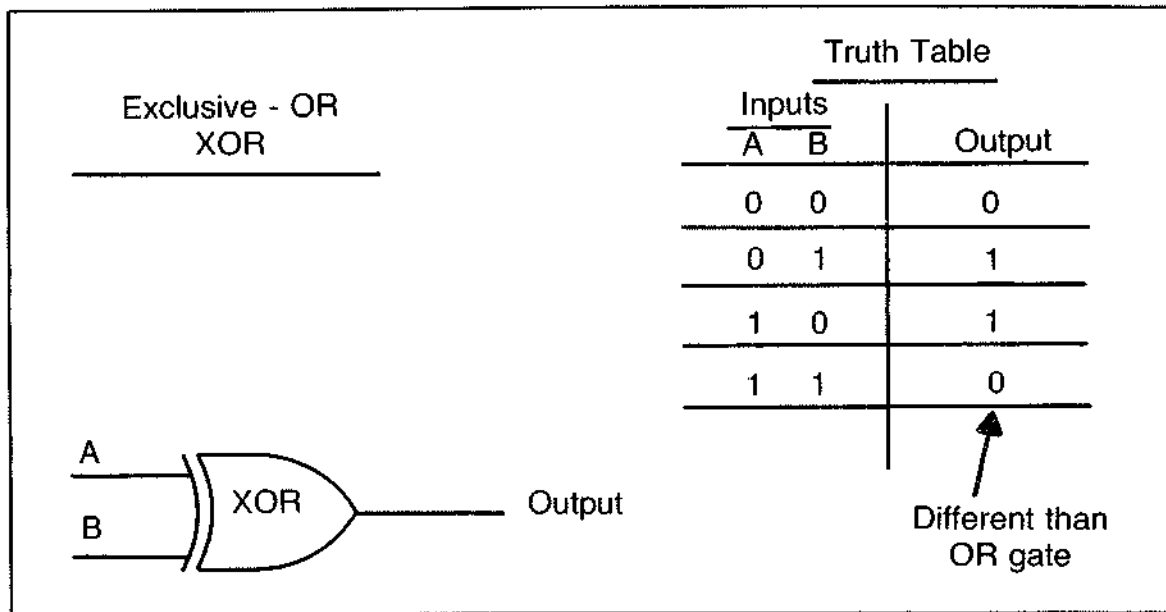 Exclusive - OR
XOR
Truth Table
Inputs
A B Output
0 0 0
0 1 1
1 0 1
1 1 0
Different than
OR gate
A
B
XOR
Output